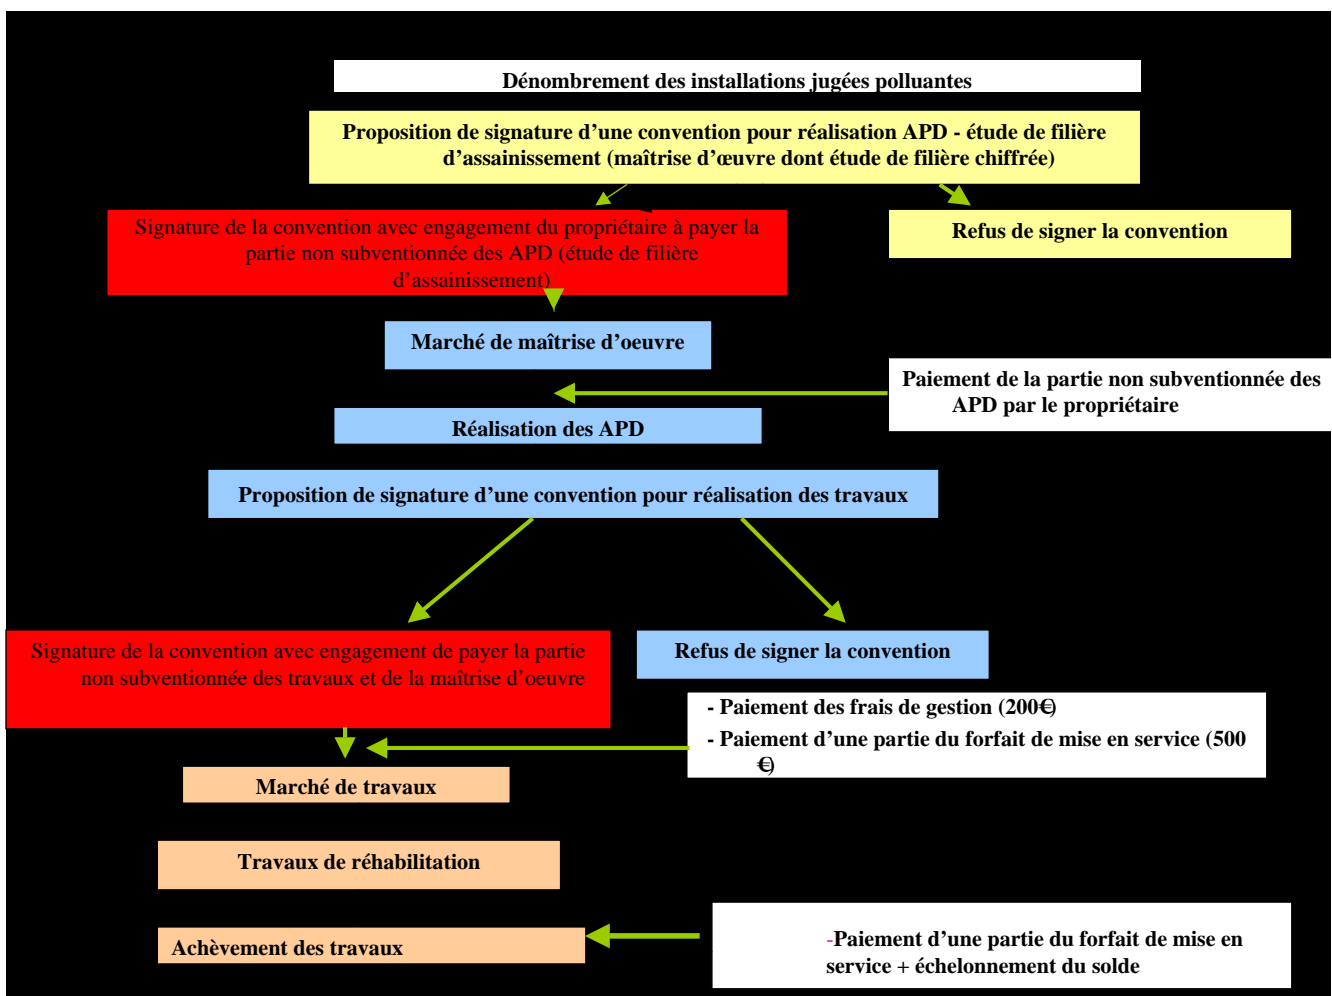 Dénombrement des installations jugées polluantes
Proposition de signature d’une convention pour réalisation APD - étude de filière
d’assainissement (maîtrise d’œuvre dont étude de filière chiffrée)
Signature de la convention avec engagement du propriétaire à payer la
partie non subventionnée des APD (étude de filière
d’assainissement)
Refus de signer la convention
Marché de maîtrise d’oeuvre
Paiement de la partie non subventionnée des
APD par le propriétaire
Réalisation des APD
Proposition de signature d’une convention pour réalisation des travaux
Signature de la convention avec engagement de payer la partie
non subventionnée des travaux et de la maîtrise d’oeuvre
Refus de signer la convention
- Paiement des frais de gestion (200€)
- Paiement d’une partie du forfait de mise en service (500
€)
Marché de travaux
Travaux de réhabilitation
Achèvement des travaux
-Paiement d’une partie du forfait de mise en
service + échelonnement du solde